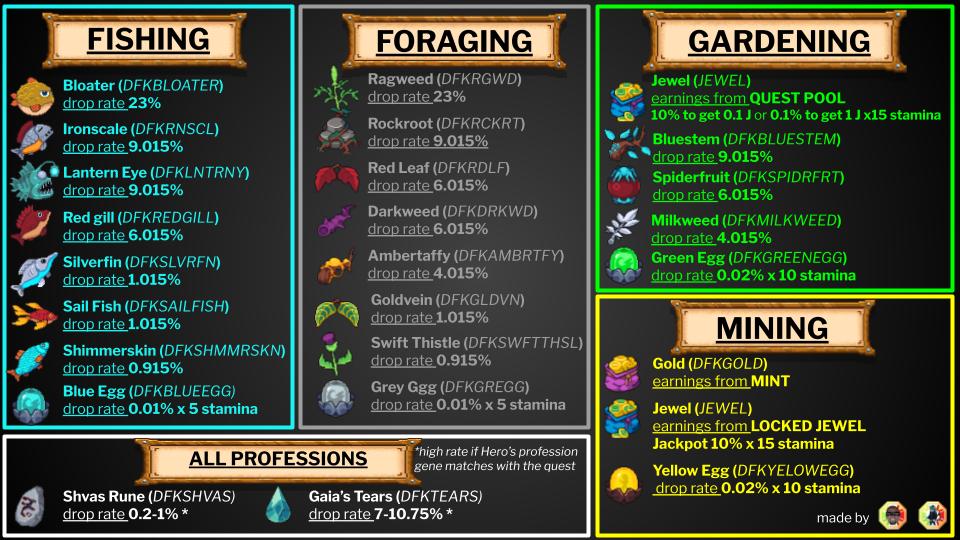 FISHING
Bloater (DFKBLOATER)
drop rate 23%
Ironscale (DFKRNSCL)
drop rate 9.015%
Lantern Eye (DFKLNTRNY)
drop rate 9.015%
Red gill (DFKREDGILL)
drop rate 6.015%
Silverfin (DFKSLVRFN)
drop rate 1.015%
Sail Fish (DFKSAILFISH)
drop rate 1.015%
Shimmerskin (DFKSHMMRSKN)
drop rate 0.915%
Blue Egg (DFKBLUEEGG)
drop rate 0.01% x 5 stamina
FORAGING
Ragweed (DFKRGWD)
drop rate 23%
Rockroot (DFKRCKRT)
drop rate 9.015%
Red Leaf (DFKRDLF)
drop rate 6.015%
Darkweed (DFKDRKWD)
drop rate 6.015%
Ambertaffy (DFKAMBRTFY)
drop rate 4.015%
Goldvein (DFKGLDVN)
drop rate 1.015%
Swift Thistle (DFKSWFTTHSL)
drop rate 0.915%
Grey Ggg (DFKGREGG)
drop rate 0.01% x 5 stamina
GARDENING
Jewel (JEWEL)
earnings from QUEST POOL
10% to get 0.1 J or 0.1% to get 1 J x15 stamina
Bluestem (DFKBLUESTEM)
drop rate 9.015%
Spiderfruit (DFKSPIDRFRT)
drop rate 6.015%
Milkweed (DFKMILKWEED)
drop rate 4.015%
Green Egg (DFKGREENEGG)
drop rate 0.02% x 10 stamina
MINING
Gold (DFKGOLD)
earnings from MINT
Jewel (JEWEL)
earnings from LOCKED JEWEL
Jackpot 10% x 15 stamina
Yellow Egg (DFKYELOWEGG)
drop rate 0.02% x 10 stamina
made by
ALL PROFESSIONS
*high rate if Hero's profession
gene matches with the quest
Shvas Rune (DFKSHVAS)
drop rate 0.2-1% *
Gaia's Tears (DFKTEARS)
drop rate 7-10.75% *